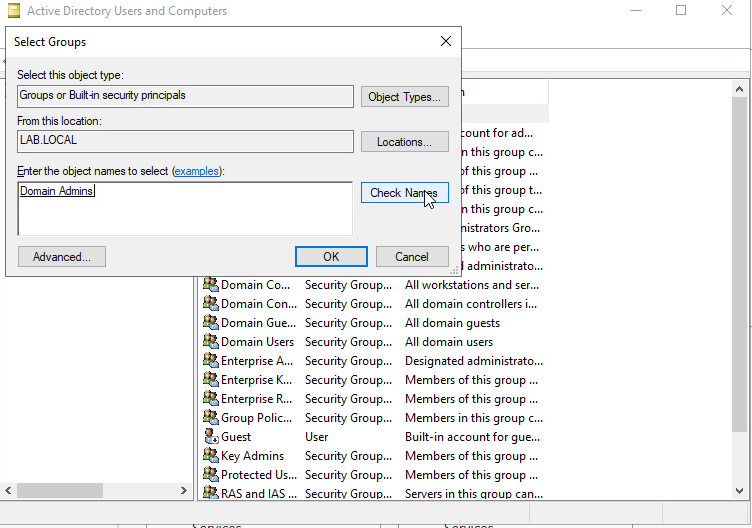 Active Directory Users and Computers
Select Groups
Select this object type:
Groups or Built-in security principals
Object Types...
From this location:
LAB.LOCAL
Locations...
Enter the object names to select (examples):
Domain Admins
Check Names
Advanced...
OK
Cancel
count for ad...
n this group c...
of this group ...
of this group t...
n this group c...
nistrators Gro...
s who are per...
d administrato...
Domain Co... Security Group... All workstations and ser...
Domain Con... Security Group... All domain controllers i...
Domain Gue... Security Group... All domain guests
Domain Users Security Group... All domain users
Enterprise A... Security Group... Designated administrato...
Enterprise K... Security Group... Members of this group ...
Enterprise R... Security Group... Members of this group ...
Group Polic... Security Group... Members in this group c...
Guest User Built-in account for gue...
Key Admins Security Group... Members of this group ...
Protected Us... Security Group... Members of this group ...
RAS and IAS ... Security Group... Servers in this group can...